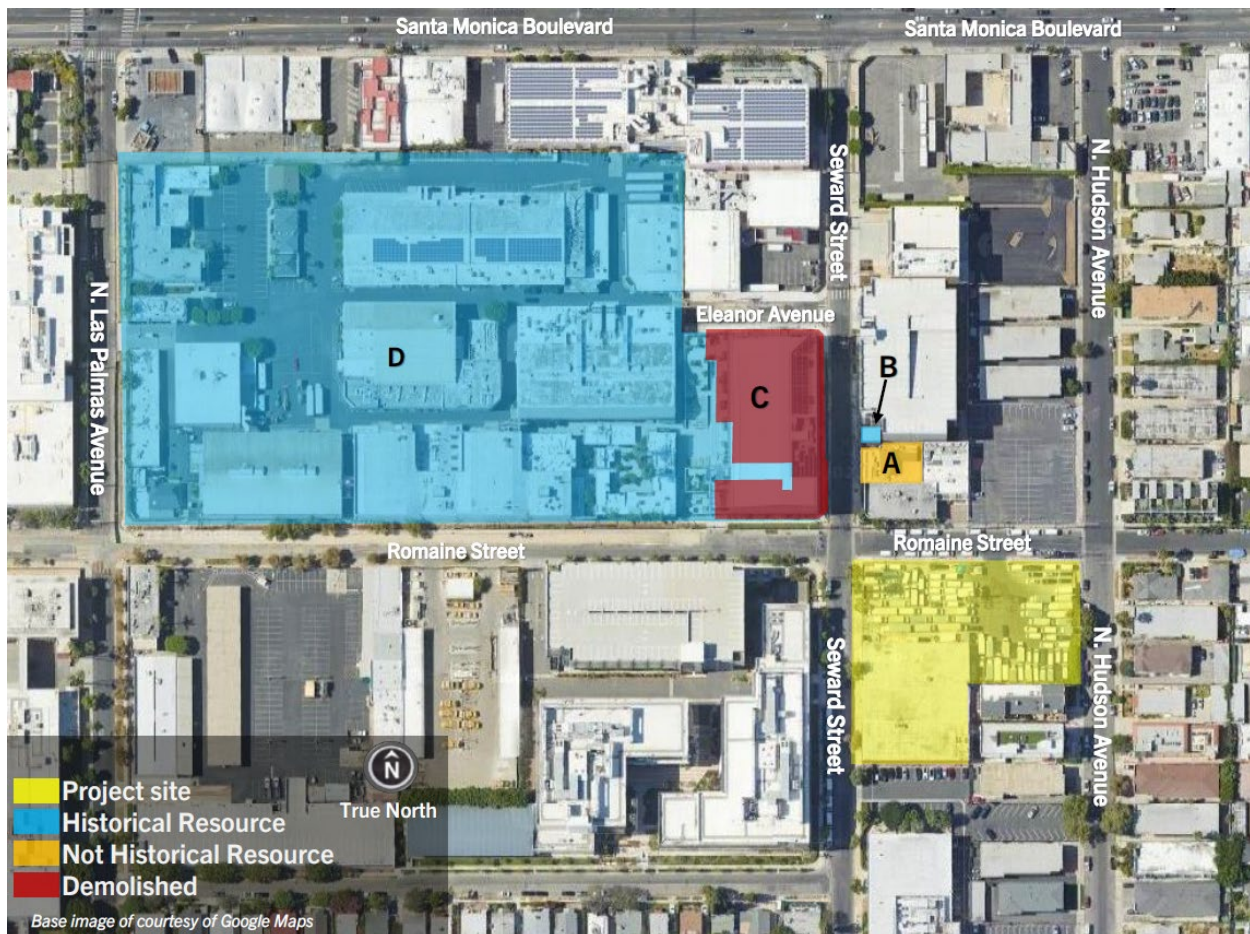 Santa Monica Boulevard
Santa Monica Boulevard
Seward Street
N. Hudson Avenue
N. Las Palmas Avenue
Eleanor Avenue
D
C
B
A
Romaine Street
Romaine Street
Seward Street
N. Hudson Avenue
N
True North
Project site
Historical Resource
Not Historical Resource
Demolished
Base image of courtesy of Google Maps